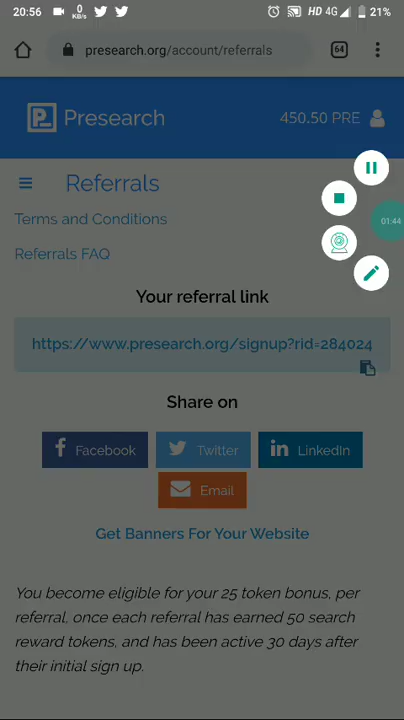 20:56 0 KB/s HD 4G 21%
presearch.org/account/referrals 64
Presearch 450.50 PRE
Referrals
01:44
Terms and Conditions
Referrals FAQ
Your referral link
https://www.presearch.org/signup?rid=284024
Share on
Facebook Twitter LinkedIn
Email
Get Banners For Your Website
You become eligible for your 25 token bonus, per
referral, once each referral has earned 50 search
reward tokens, and has been active 30 days after
their initial sign up.